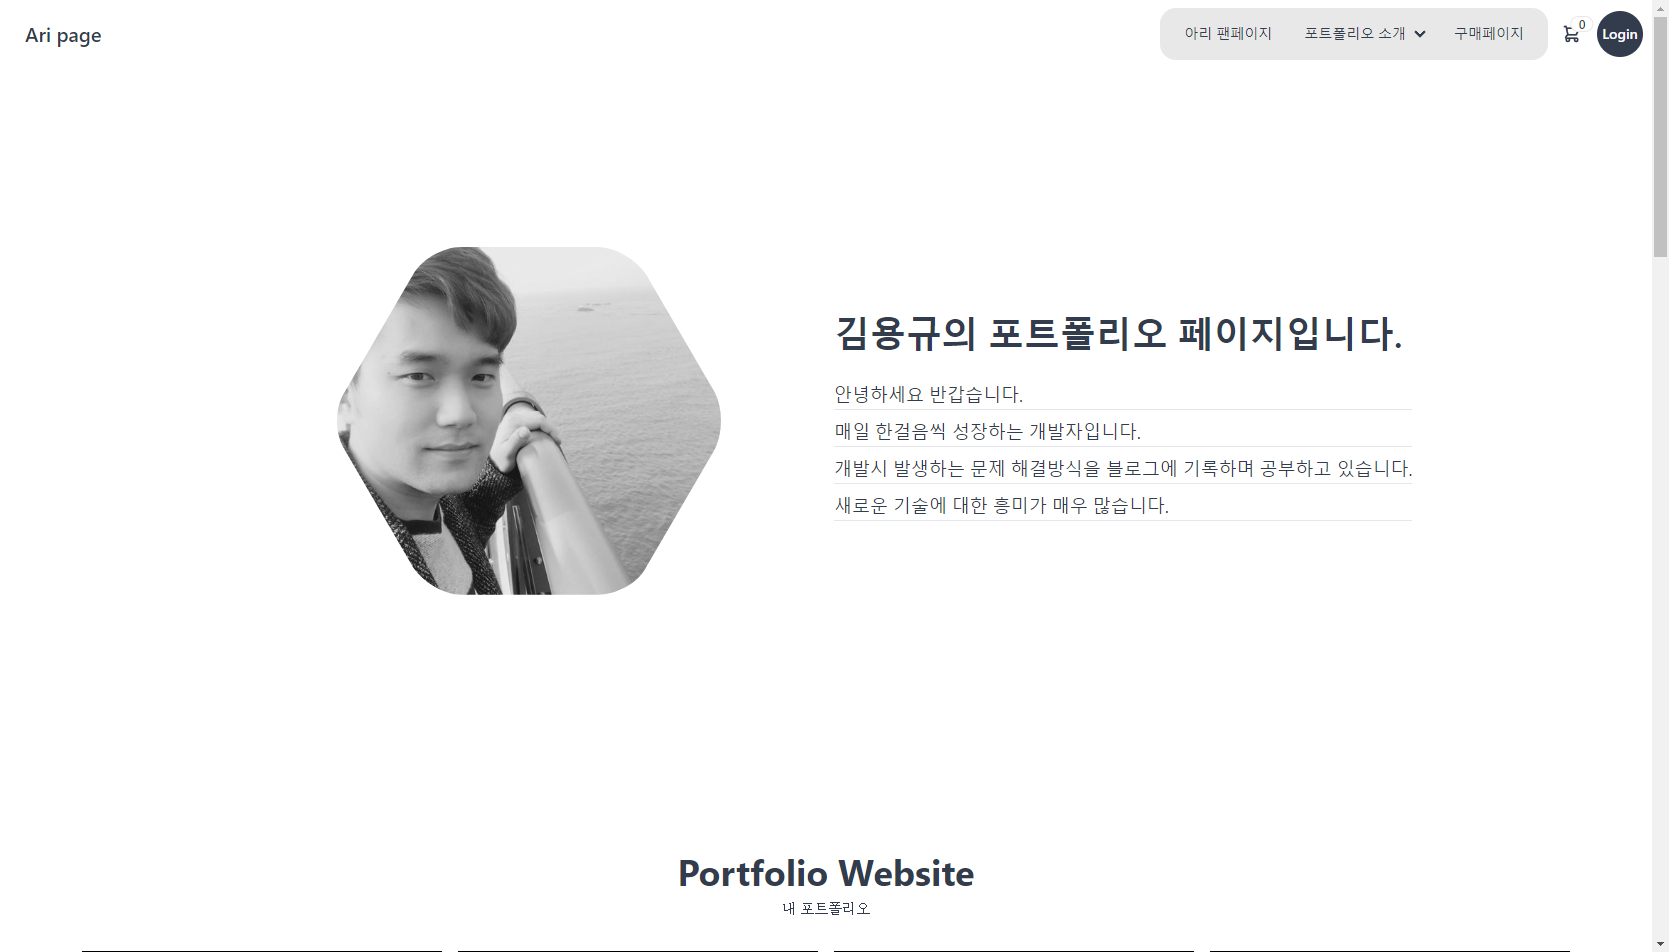 Ari page
아리 팬페이지
포트폴리오 소개
구매페이지
0
Login
김용규의 포트폴리오 페이지입니다.
안녕하세요 반갑습니다.
매일 한걸음씩 성장하는 개발자입니다.
개발시 발생하는 문제 해결방식을 블로그에 기록하며 공부하고 있습니다.
새로운 기술에 대한 흥미가 매우 많습니다.
Portfolio Website
내 포트폴리오